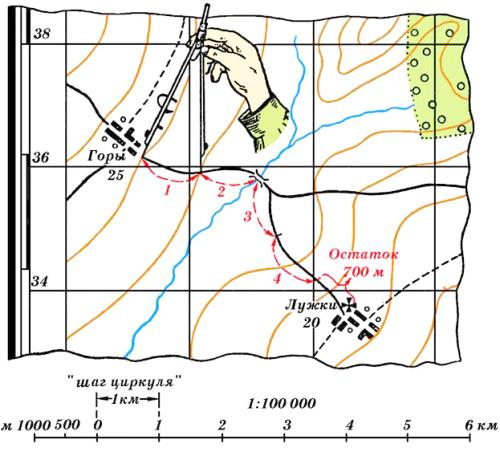 38
36
34
Горы
25
1
2
3
4
Остаток
700 м
Лужки
20
"шаг циркуля"
1км
1:100 000
м 1000 500 0 1 2 3 4 5 6 км